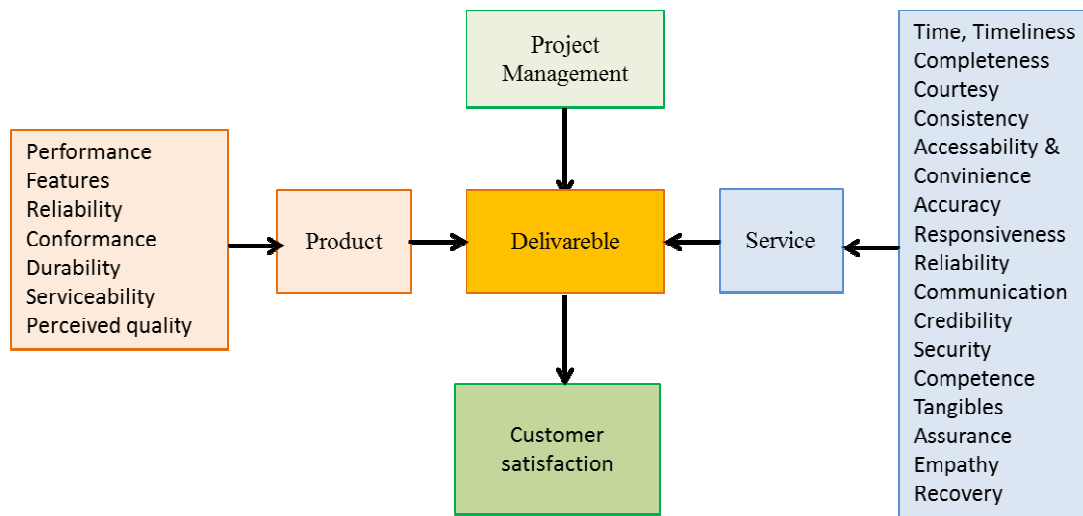 Project
Management
Performance
Features
Reliability
Conformance
Durability
Serviceability
Perceived quality
Product
Delivareble
Service
Time, Timeliness
Completeness
Courtesy
Consistency
Accessability &
Convinience
Accuracy
Responsiveness
Reliability
Communication
Credibility
Security
Competence
Tangibles
Assurance
Empathy
Recovery
Customer
satisfaction